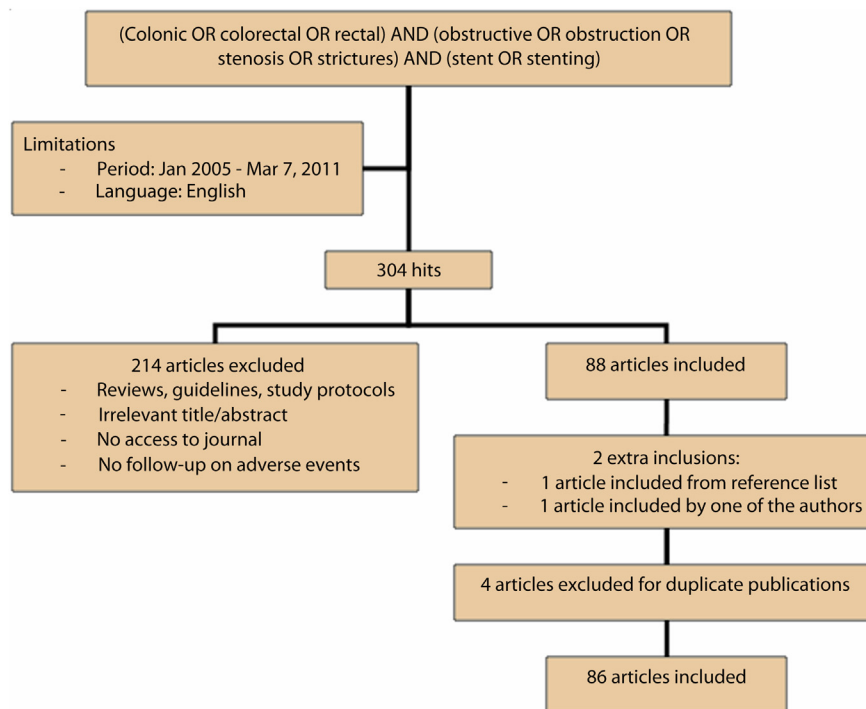 (Colonic OR colorectal OR rectal) AND (obstructive OR obstruction OR
stenosis OR strictures) AND (stent OR stenting)
Limitations
- Period: Jan 2005 - Mar 7, 2011
- Language: English
304 hits
214 articles excluded
- Reviews, guidelines, study protocols
- Irrelevant title/abstract
- No access to journal
- No follow-up on adverse events
88 articles included
2 extra inclusions:
- 1 article included from reference list
- 1 article included by one of the authors
4 articles excluded for duplicate publications
86 articles included